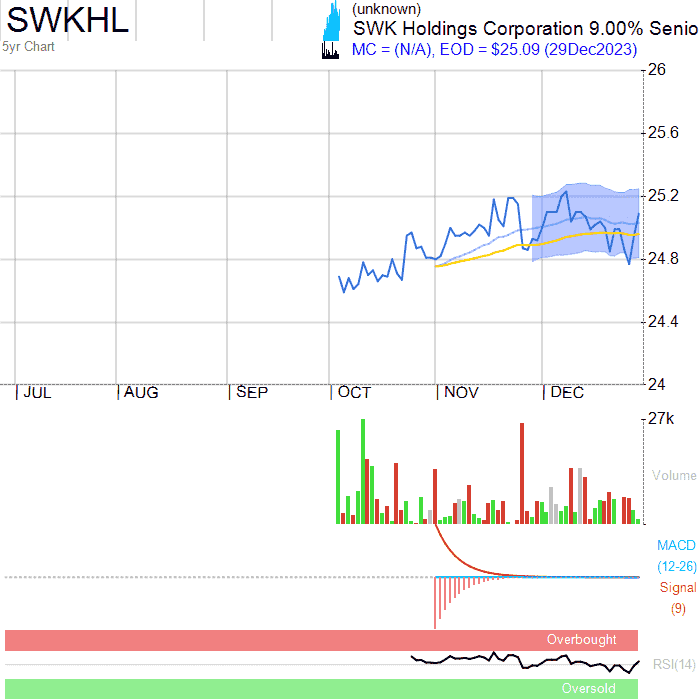 SWKHL
(unknown)
SWK Holdings Corporation 9.00% Senio
5yr Chart
MC = (N/A), EOD = $25.09 (29Dec2023)
26
25.6
25.2
24.8
24.4
24
JUL AUG SEP OCT NOV DEC
27k
Volume
MACD
(12-26)
Signal
(9)
Overbought
RSI(14)
Oversold